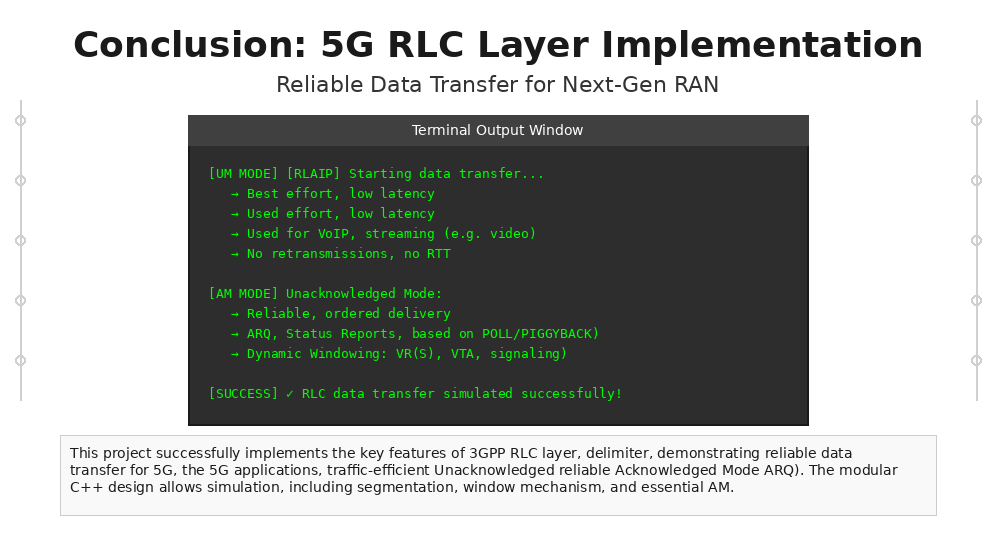 Conclusion: 5G RLC Layer Implementation
Reliable Data Transfer for Next-Gen RAN
Terminal Output Window
[UM MODE] [RLAIP] Starting data transfer...
→ Best effort, low latency
→ Used effort, low latency
→ Used for VoIP, streaming (e.g. video)
→ No retransmissions, no RTT
[AM MODE] Unacknowledged Mode:
→ Reliable, ordered delivery
→ ARQ, Status Reports, based on POLL/PIGGYBACK)
→ Dynamic Windowing: VR(S), VTA, signaling)
[SUCCESS] ✓ RLC data transfer simulated successfully!
This project successfully implements the key features of 3GPP RLC layer, delimiter, demonstrating reliable data
transfer for 5G, the 5G applications, traffic-efficient Unacknowledged reliable Acknowledged Mode ARQ). The modular
C++ design allows simulation, including segmentation, window mechanism, and essential AM.